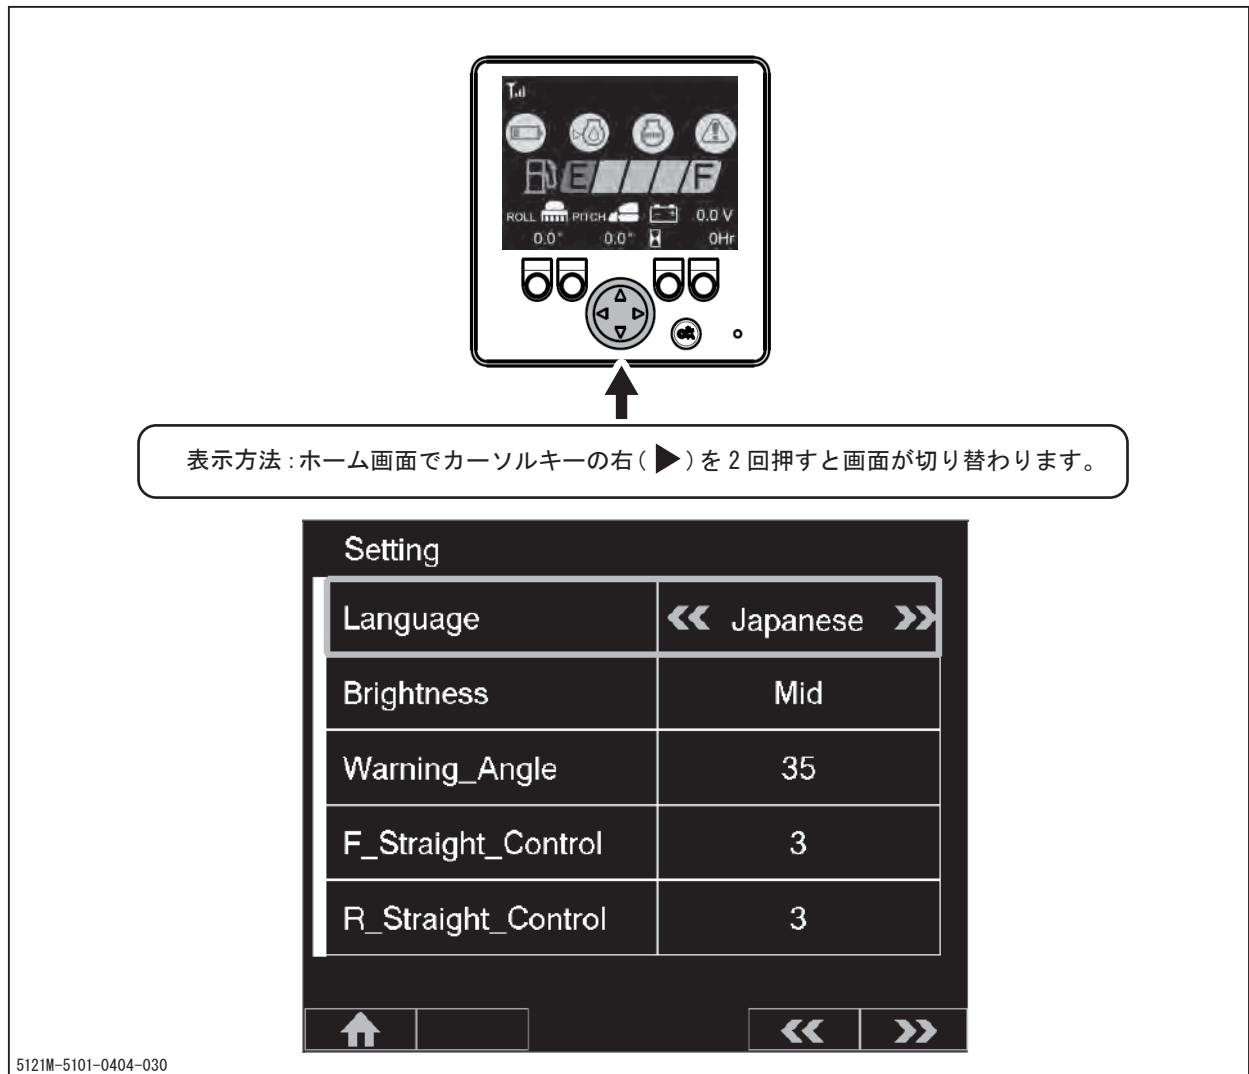 E F
ROLL PITCH 0.0 V
0.0° 0.0° 0Hr
ok
表示方法：ホーム画面でカーソルキーの右(▶)を2回押すと画面が切り替わります。
Setting
Language « Japanese »
Brightness Mid
Warning_Angle 35
F_Straight_Control 3
R_Straight_Control 3
5121M-5101-0404-030